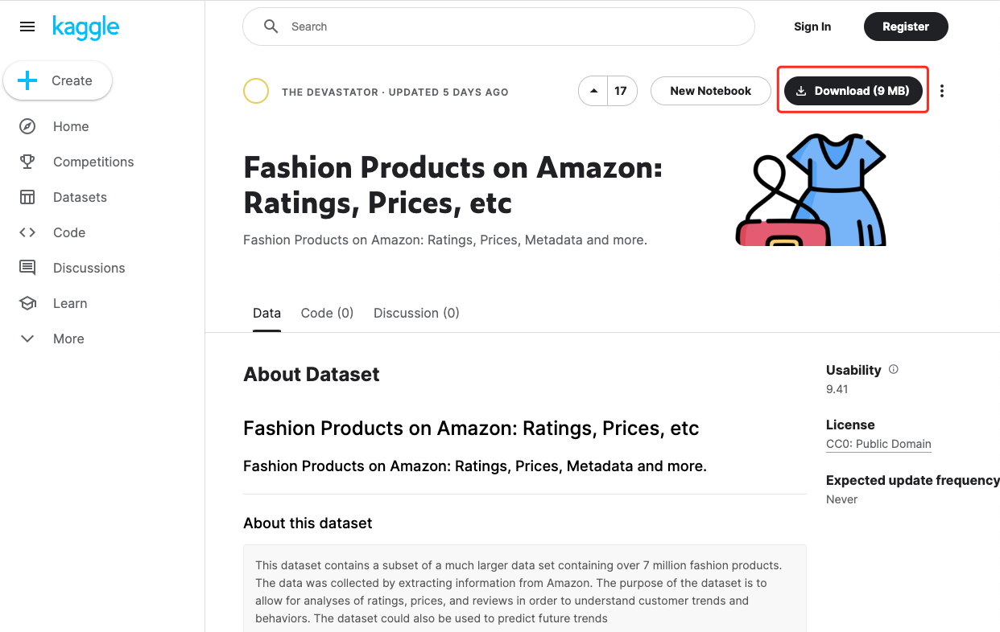 kaggle
Search
Sign In
Register
Create
Home
Competitions
Datasets
Code
Discussions
Learn
More
THE DEVASTATOR · UPDATED 5 DAYS AGO
17
New Notebook
Download (9 MB)
Fashion Products on Amazon:
Ratings, Prices, etc
Fashion Products on Amazon: Ratings, Prices, Metadata and more.
Data
Code (0)
Discussion (0)
About Dataset
Fashion Products on Amazon: Ratings, Prices, etc
Fashion Products on Amazon: Ratings, Prices, Metadata and more.
About this dataset
This dataset contains a subset of a much larger data set containing over 7 million fashion products.
The data was collected by extracting information from Amazon. The purpose of the dataset is to
allow for analyses of ratings, prices, and reviews in order to understand customer trends and
behaviors. The dataset could also be used to predict future trends
Usability
9.41
License
CC0: Public Domain
Expected update frequency
Never